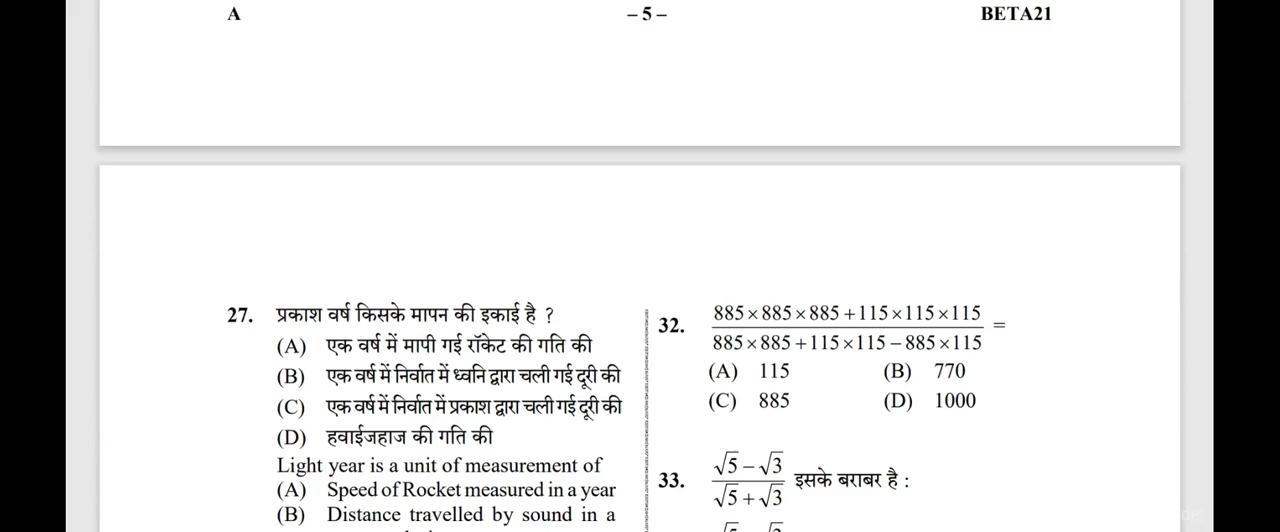 A
– 5 –
BETA21
27. प्रकाश वर्ष किसके मापन की इकाई है ?
(A) एक वर्ष में मापी गई रॉकेट की गति की
(B) एक वर्ष में निर्वात में ध्वनि द्वारा चली गई दूरी की
(C) एक वर्ष में निर्वात में प्रकाश द्वारा चली गई दूरी की
(D) हवाईजहाज की गति की
Light year is a unit of measurement of
(A) Speed of Rocket measured in a year
(B) Distance travelled by sound in a
32. 885×885×885+115×115×115
885×885+115×115−885×115
=
(A) 115 (B) 770
(C) 885 (D) 1000
33. √5−√3
√5+√3
इसके बराबर है :